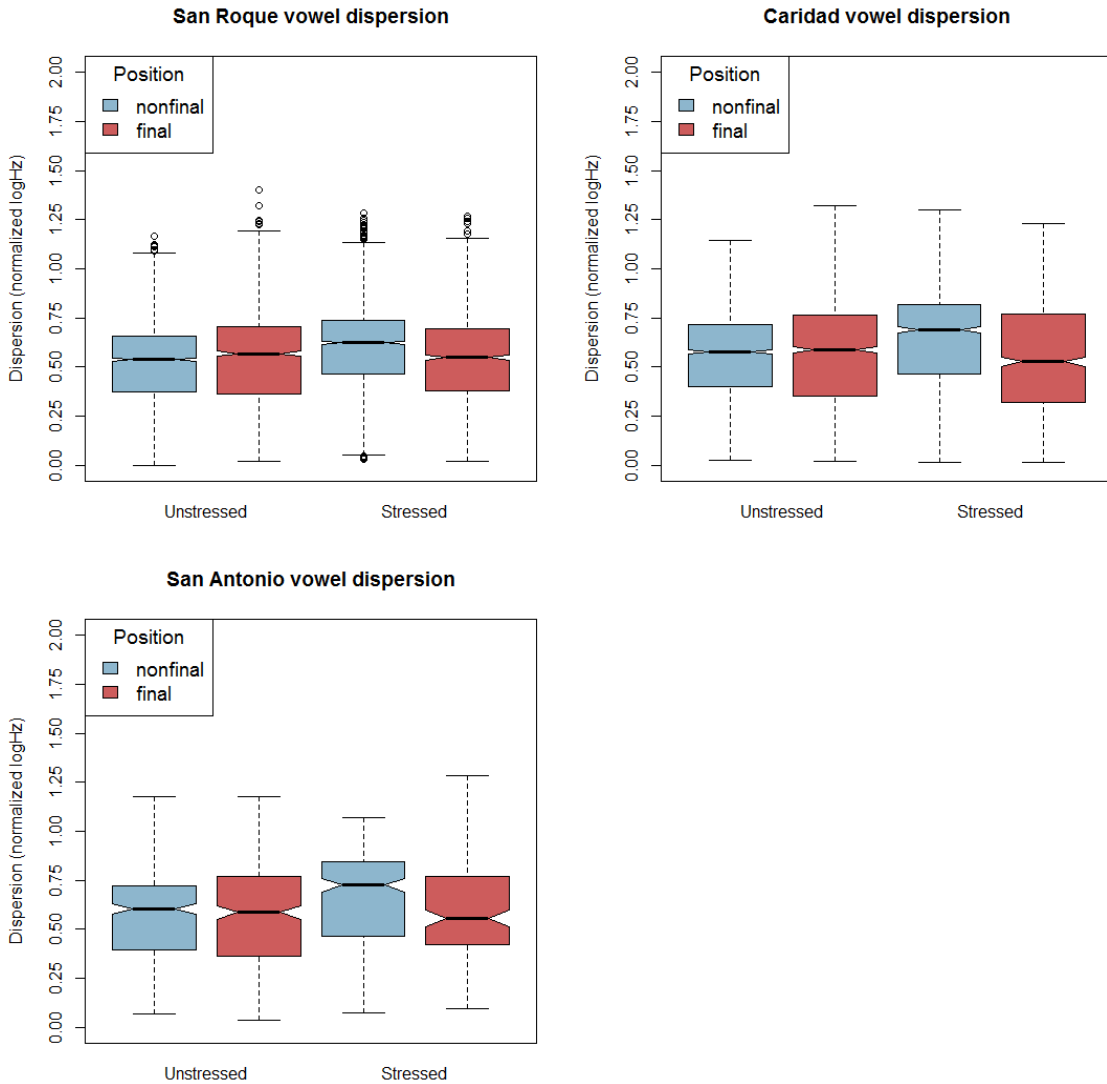 San Roque vowel dispersion
Dispersion (normalized logHz)
2.00
1.75
1.50
1.25
1.00
0.75
0.50
0.25
0.00
Position
nonfinal
final
Unstressed Stressed
Caridad vowel dispersion
Dispersion (normalized logHz)
2.00
1.75
1.50
1.25
1.00
0.75
0.50
0.25
0.00
Position
nonfinal
final
Unstressed Stressed
San Antonio vowel dispersion
Dispersion (normalized logHz)
2.00
1.75
1.50
1.25
1.00
0.75
0.50
0.25
0.00
Position
nonfinal
final
Unstressed Stressed